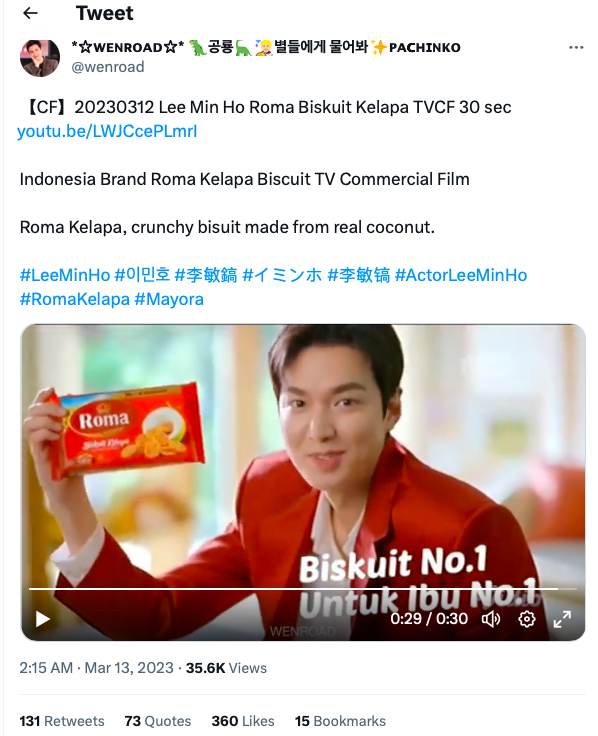 Tweet
*☆ᴡᴇɴʀᴏᴀᴅ☆* 🦖공룡🦕👩‍🚀별들에게 물어봐✨ᴘᴀᴄʜɪɴᴋᴏ
@wenroad
【CF】20230312 Lee Min Ho Roma Biskuit Kelapa TVCF 30 sec
youtu.be/LWJCcePLmrI
Indonesia Brand Roma Kelapa Biscuit TV Commercial Film
Roma Kelapa, crunchy bisuit made from real coconut.
#LeeMinHo #이민호 #李敏鎬 #イミンホ #李敏镐 #ActorLeeMinHo
#RomaKelapa #Mayora
Roma
Biskuit Kelapa
Biskuit No.1
Untuk Ibu No.1
0:29 / 0:30
WENROAD
2:15 AM · Mar 13, 2023 · 35.6K Views
131 Retweets 73 Quotes 360 Likes 15 Bookmarks